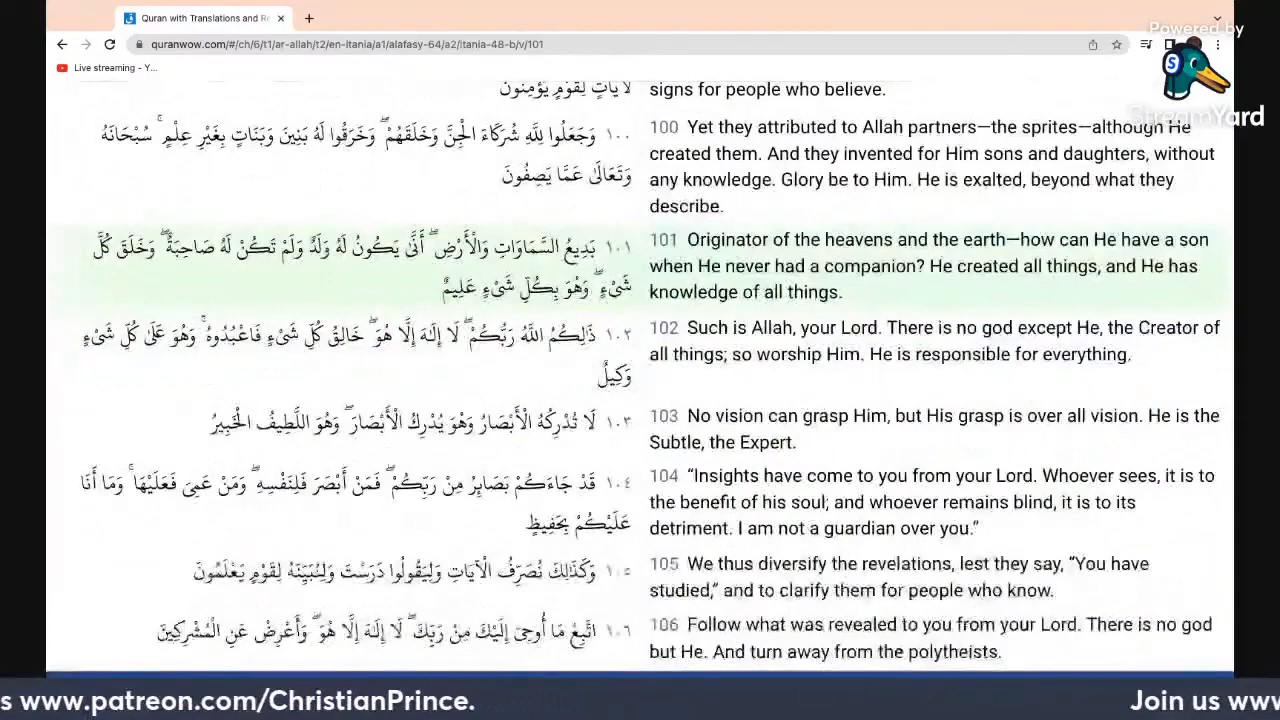 Quran with Translations and Re
quranwow.com/#/ch/6/t1/ar-allah/t2/en-itania/a1/alafasy-64/a2/itania-48-b/v/101
Powered by
StreamYard
Live streaming - Y...
لَآيَاتٍ لِقَوْمٍ يُؤْمِنُونَ
signs for people who believe.
١٠٠ وَجَعَلُوا لِلَّهِ شُرَكَاءَ الْجِنَّ وَخَلَقَهُمْ ۖ وَخَرَقُوا لَهُ بَنِينَ وَبَنَاتٍ بِغَيْرِ عِلْمٍ ۚ سُبْحَانَهُ
وَتَعَالَىٰ عَمَّا يَصِفُونَ
100 Yet they attributed to Allah partners—the sprites—although He
created them. And they invented for Him sons and daughters, without
any knowledge. Glory be to Him. He is exalted, beyond what they
describe.
١٠١ بَدِيعُ السَّمَاوَاتِ وَالْأَرْضِ ۖ أَنَّىٰ يَكُونُ لَهُ وَلَدٌ وَلَمْ تَكُنْ لَهُ صَاحِبَةٌ ۖ وَخَلَقَ كُلَّ
شَيْءٍ ۖ وَهُوَ بِكُلِّ شَيْءٍ عَلِيمٌ
101 Originator of the heavens and the earth—how can He have a son
when He never had a companion? He created all things, and He has
knowledge of all things.
١٠٢ ذَٰلِكُمُ اللَّهُ رَبُّكُمْ ۖ لَا إِلَٰهَ إِلَّا هُوَ ۖ خَالِقُ كُلِّ شَيْءٍ فَاعْبُدُوهُ ۚ وَهُوَ عَلَىٰ كُلِّ شَيْءٍ
وَكِيلٌ
102 Such is Allah, your Lord. There is no god except He, the Creator of
all things; so worship Him. He is responsible for everything.
١٠٣ لَا تُدْرِكُهُ الْأَبْصَارُ وَهُوَ يُدْرِكُ الْأَبْصَارَ ۖ وَهُوَ اللَّطِيفُ الْخَبِيرُ
103 No vision can grasp Him, but His grasp is over all vision. He is the
Subtle, the Expert.
١٠٤ قَدْ جَاءَكُمْ بَصَائِرُ مِنْ رَبِّكُمْ ۖ فَمَنْ أَبْصَرَ فَلِنَفْسِهِ ۖ وَمَنْ عَمِيَ فَعَلَيْهَا ۚ وَمَا أَنَا
عَلَيْكُمْ بِحَفِيظٍ
104 “Insights have come to you from your Lord. Whoever sees, it is to
the benefit of his soul; and whoever remains blind, it is to its
detriment. I am not a guardian over you.”
١٠٥ وَكَذَٰلِكَ نُصَرِّفُ الْآيَاتِ وَلِيَقُولُوا دَرَسْتَ وَلِنُبَيِّنَهُ لِقَوْمٍ يَعْلَمُونَ
105 We thus diversify the revelations, lest they say, “You have
studied,” and to clarify them for people who know.
١٠٦ اتَّبِعْ مَا أُوحِيَ إِلَيْكَ مِنْ رَبِّكَ ۖ لَا إِلَٰهَ إِلَّا هُوَ ۖ وَأَعْرِضْ عَنِ الْمُشْرِكِينَ
106 Follow what was revealed to you from your Lord. There is no god
but He. And turn away from the polytheists.
s www.patreon.com/ChristianPrince.
Join us www